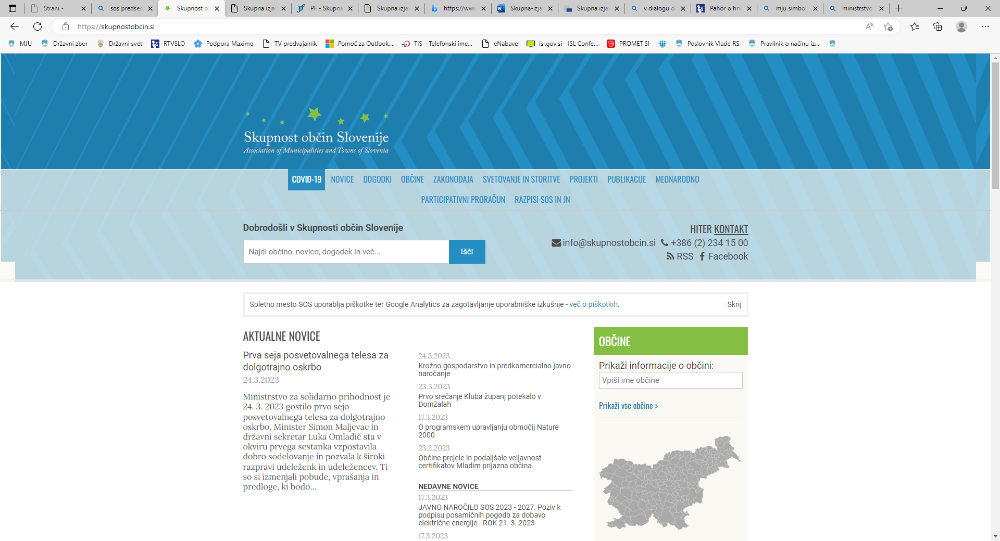 Strani -
sos predsed
Skupnost ob
Skupna izjav
PF - Skupna
Skupna izjav
https://www
Skupna-izja
Skupna izjav
v dialogu d
Pahor o hrv
mju simbol
ministrstvo
https://skupnostobcin.si
MJU
Državni zbor
Državni svet
RTVSLO
Podpora Maximo
TV predvajalnik
Pomoč za Outlook...
TIS – Telefonski ime...
eNabave
isl.gov.si - ISL Confe...
PROMET.SI
Poslovnik Vlade RS
Pravilnik o načinu iz...
Skupnost občin Slovenije
Association of Municipalities and Towns of Slovenia
COVID-19 NOVICE DOGODKI OBČINE ZAKONODAJA SVETOVANJE IN STORITVE PROJEKTI PUBLIKACIJE MEDNARODNO
PARTICIPATIVNI PRORAČUN RAZPISI SOS IN JN
Dobrodošli v Skupnosti občin Slovenije
Najdi občino, novico, dogodek in več...
Išči
HITER KONTAKT
info@skupnostobcin.si +386 (2) 234 15 00
RSS Facebook
Spletno mesto SOS uporablja piškotke ter Google Analytics za zagotavljanje uporabniške izkušnje - več o piškotkih.
Skrij
AKTUALNE NOVICE
Prva seja posvetovalnega telesa za
dolgotrajno oskrbo
24.3.2023
Ministrstvo za solidarno prihodnost je
24. 3. 2023 gostilo prvo sejo
posvetovalnega telesa za dolgotrajno
oskrbo. Minister Simon Maljevac in
državni sekretar Luka Omladič sta v
okviru prvega sestanka vzpostavila
dobro sodelovanje in pozvala k široki
razpravi udeleženk in udeležencev. Ti
so si izmenjali pobude, vprašanja in
predloge, ki bodo...
24.3.2023
Krožno gospodarstvo in predkomercialno javno
naročanje
23.3.2023
Prvo srečanje Kluba županj potekalo v
Domžalah
17.3.2023
O programskem upravljanju območij Nature
2000
23.2.2023
Občine prejele in podaljšale veljavnost
certifikatov Mladim prijazna občina
NEDAVNE NOVICE
17.3.2023
JAVNO NAROČILO SOS 2023 - 2027: Poziv k
podpisu posamičnih pogodb za dobavo
električne energije - ROK 21. 3. 2023
17.3.2023
OBČINE
Prikaži informacije o občini:
Vpiši ime občine
Prikaži vse občine >